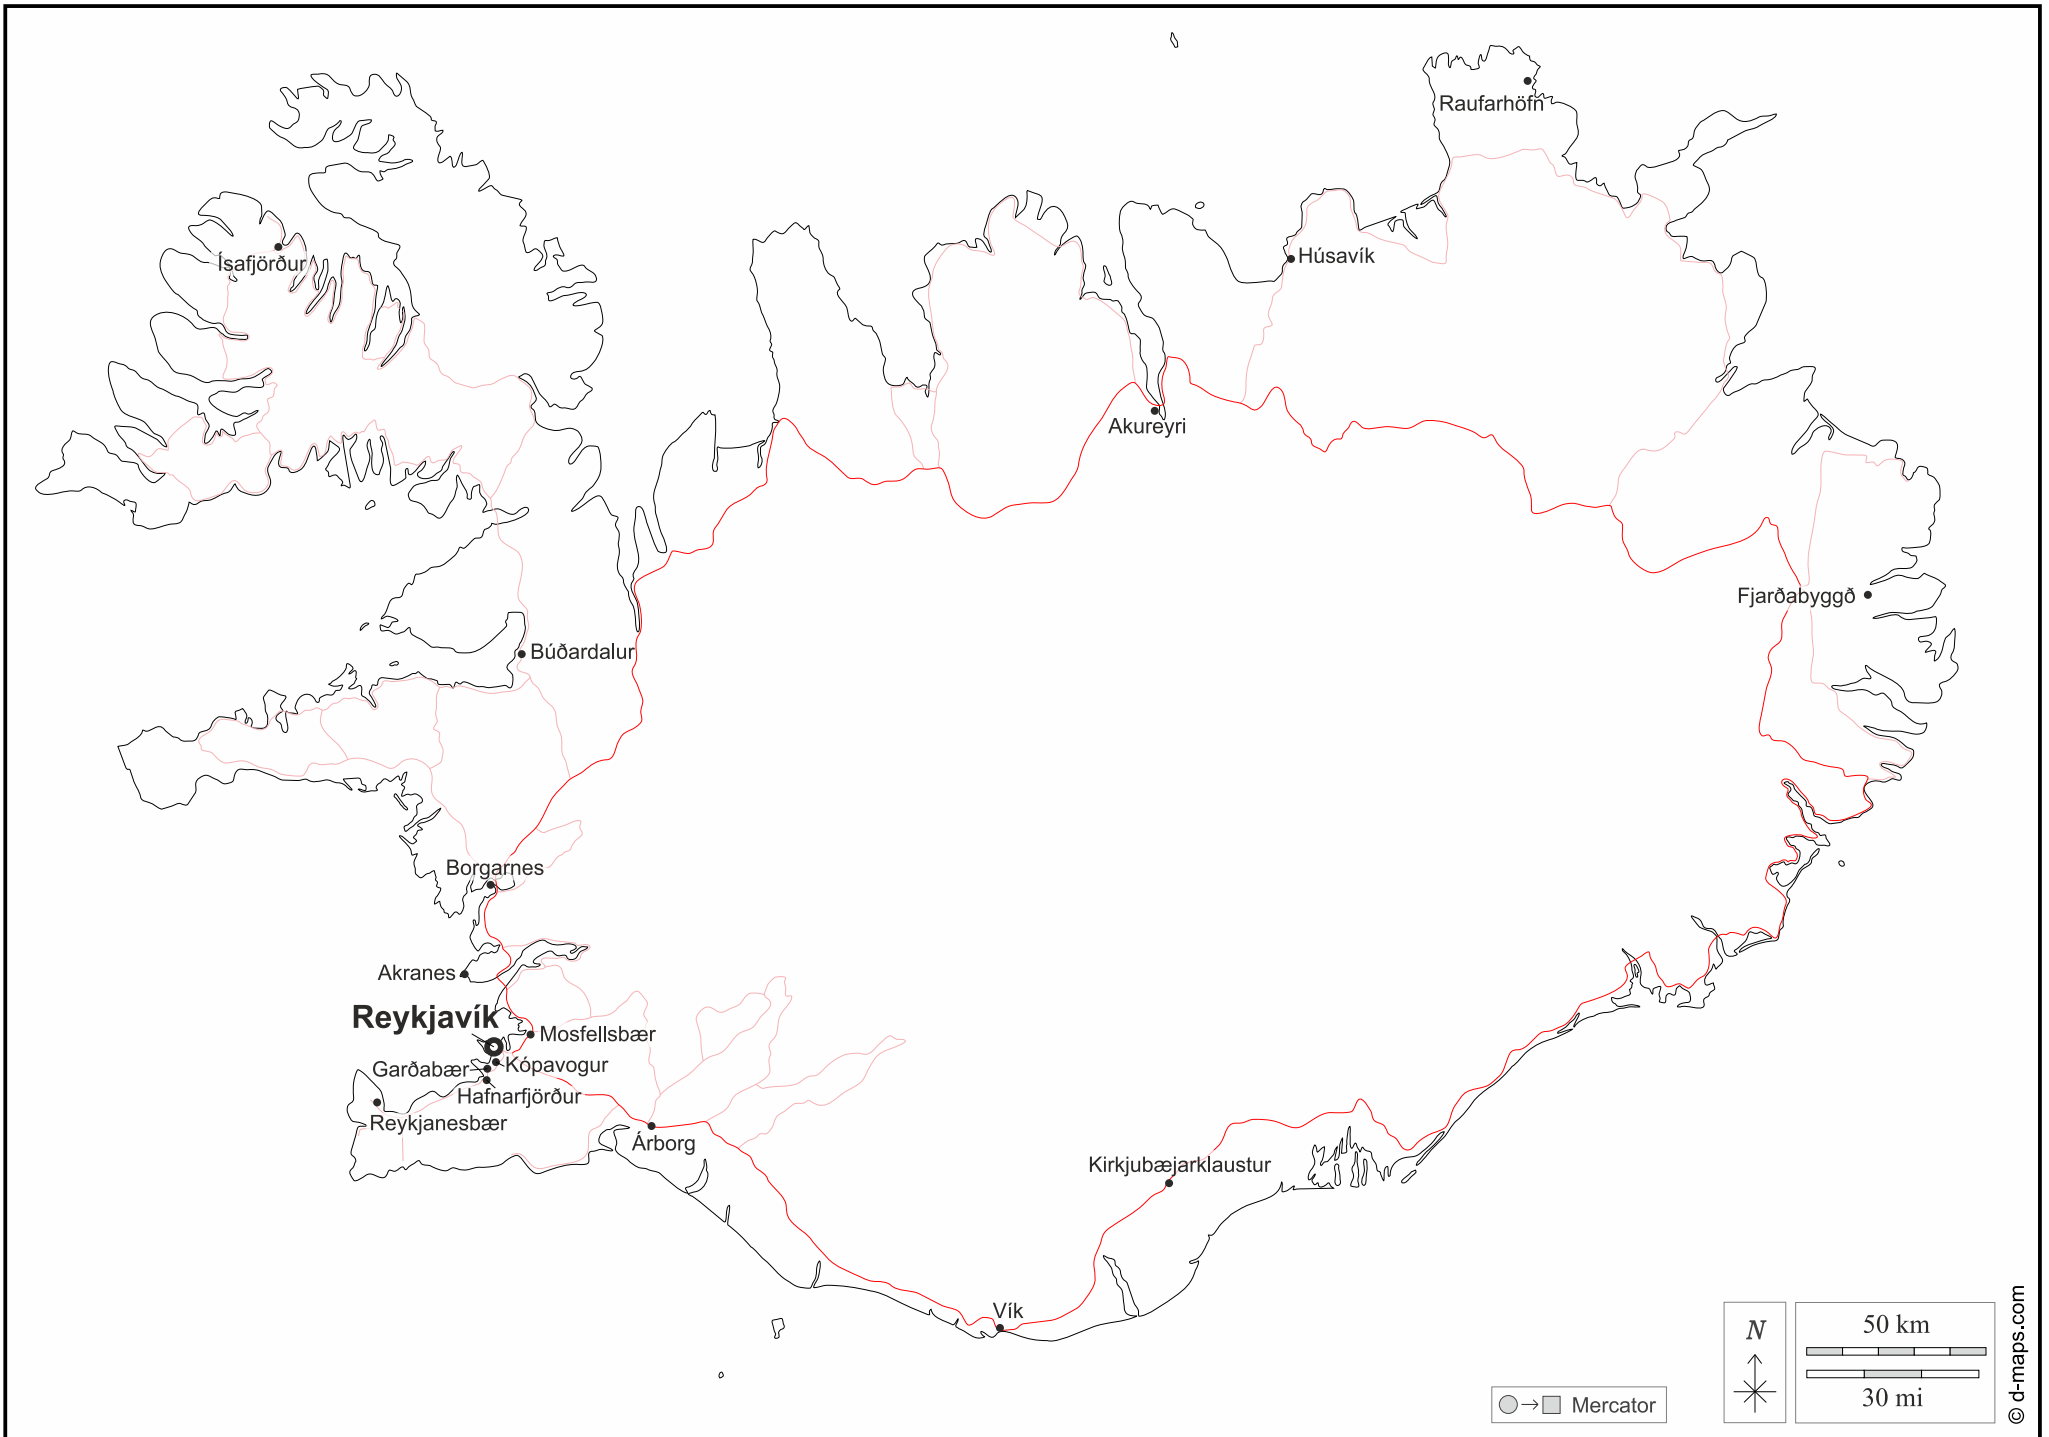 Raufarhöfn
Ísafjörður
Húsavík
Akureyri
Fjarðabyggð
Búðardalur
Borgarnes
Akranes
Reykjavík
Mosfellsbær
Kópavogur
Garðabær
Hafnarfjörður
Reykjanesbær
Árborg
Kirkjubæjarklaustur
Vík
N
50 km
30 mi
Mercator
© d-maps.com